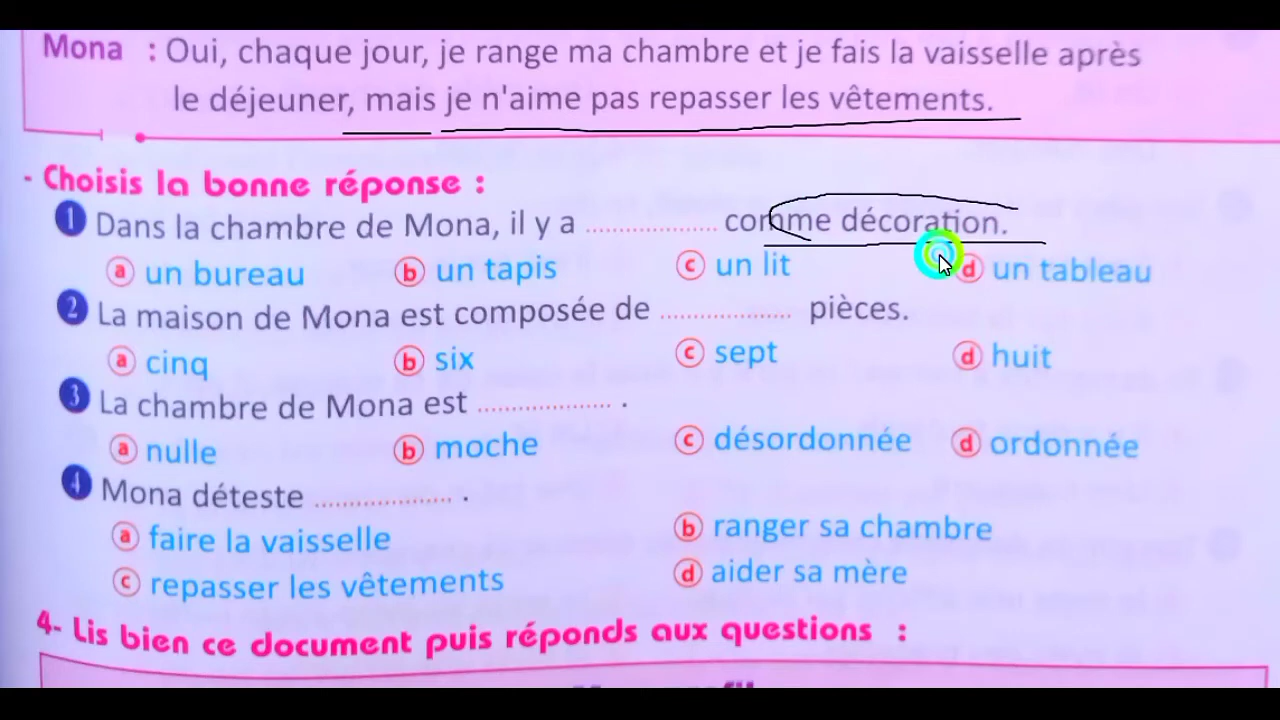 Mona : Oui, chaque jour, je range ma chambre et je fais la vaisselle après
le déjeuner, mais je n'aime pas repasser les vêtements.
- Choisis la bonne réponse :
1 Dans la chambre de Mona, il y a .................. comme décoration.
a un bureau b un tapis c un lit d un tableau
2 La maison de Mona est composée de .................. pièces.
a cinq b six c sept d huit
3 La chambre de Mona est .................. .
a nulle b moche c désordonnée d ordonnée
4 Mona déteste .................. .
a faire la vaisselle b ranger sa chambre
c repasser les vêtements d aider sa mère
4- Lis bien ce document puis réponds aux questions :